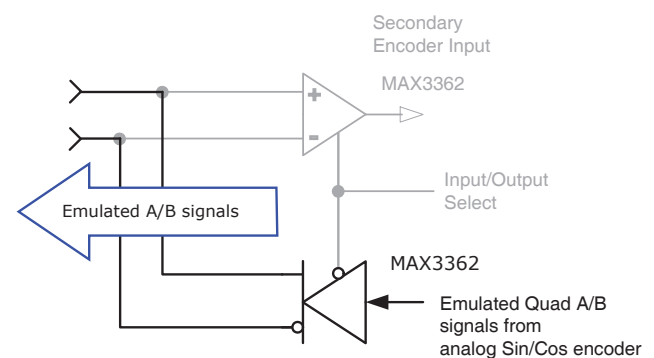 Secondary
Encoder Input
MAX3362
+
-
Input/Output
Select
Emulated A/B signals
MAX3362
Emulated Quad A/B
signals from
analog Sin/Cos encoder